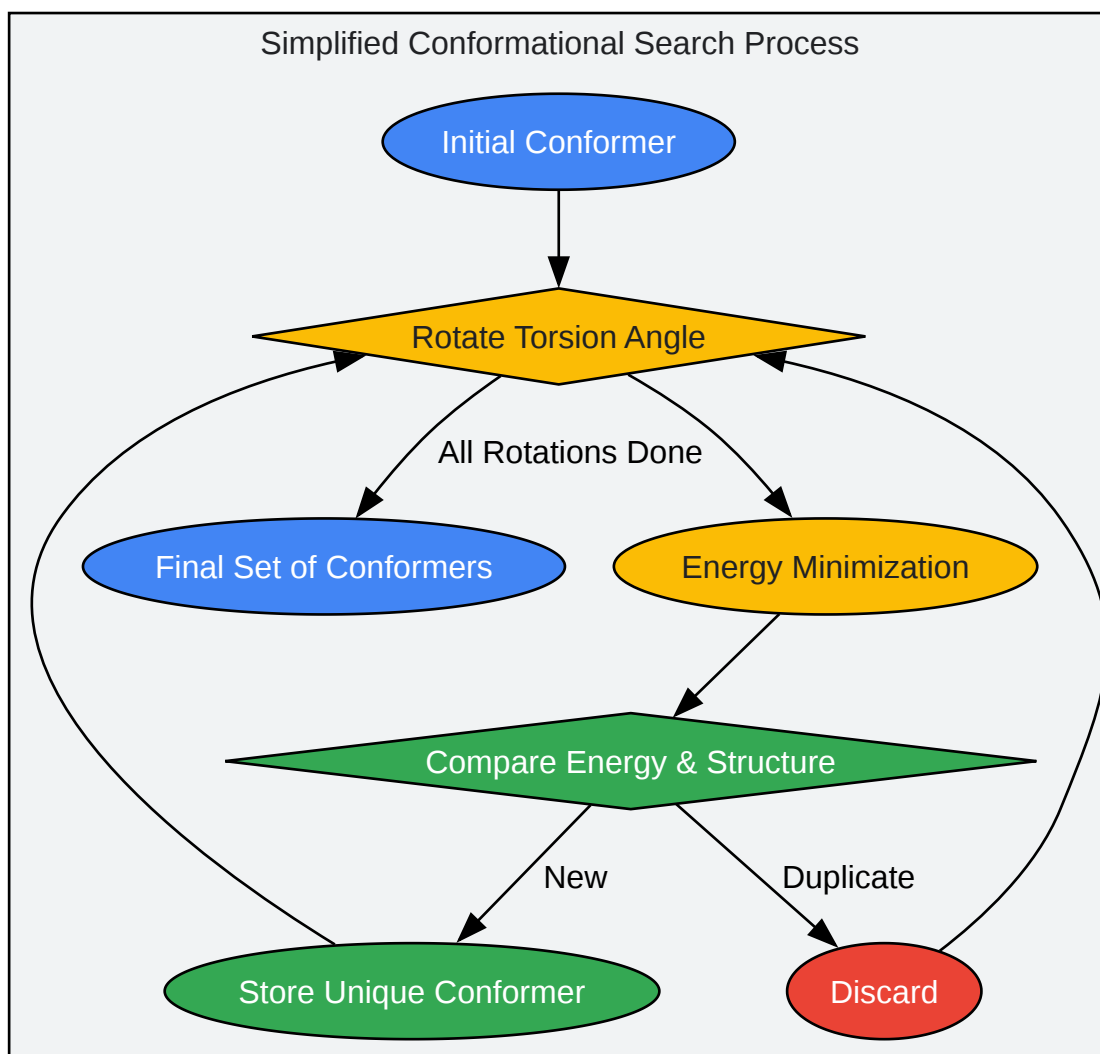 Simplified Conformational Search Process
Initial Conformer
Rotate Torsion Angle
All Rotations Done
Final Set of Conformers
Energy Minimization
Compare Energy & Structure
New
Duplicate
Store Unique Conformer
Discard